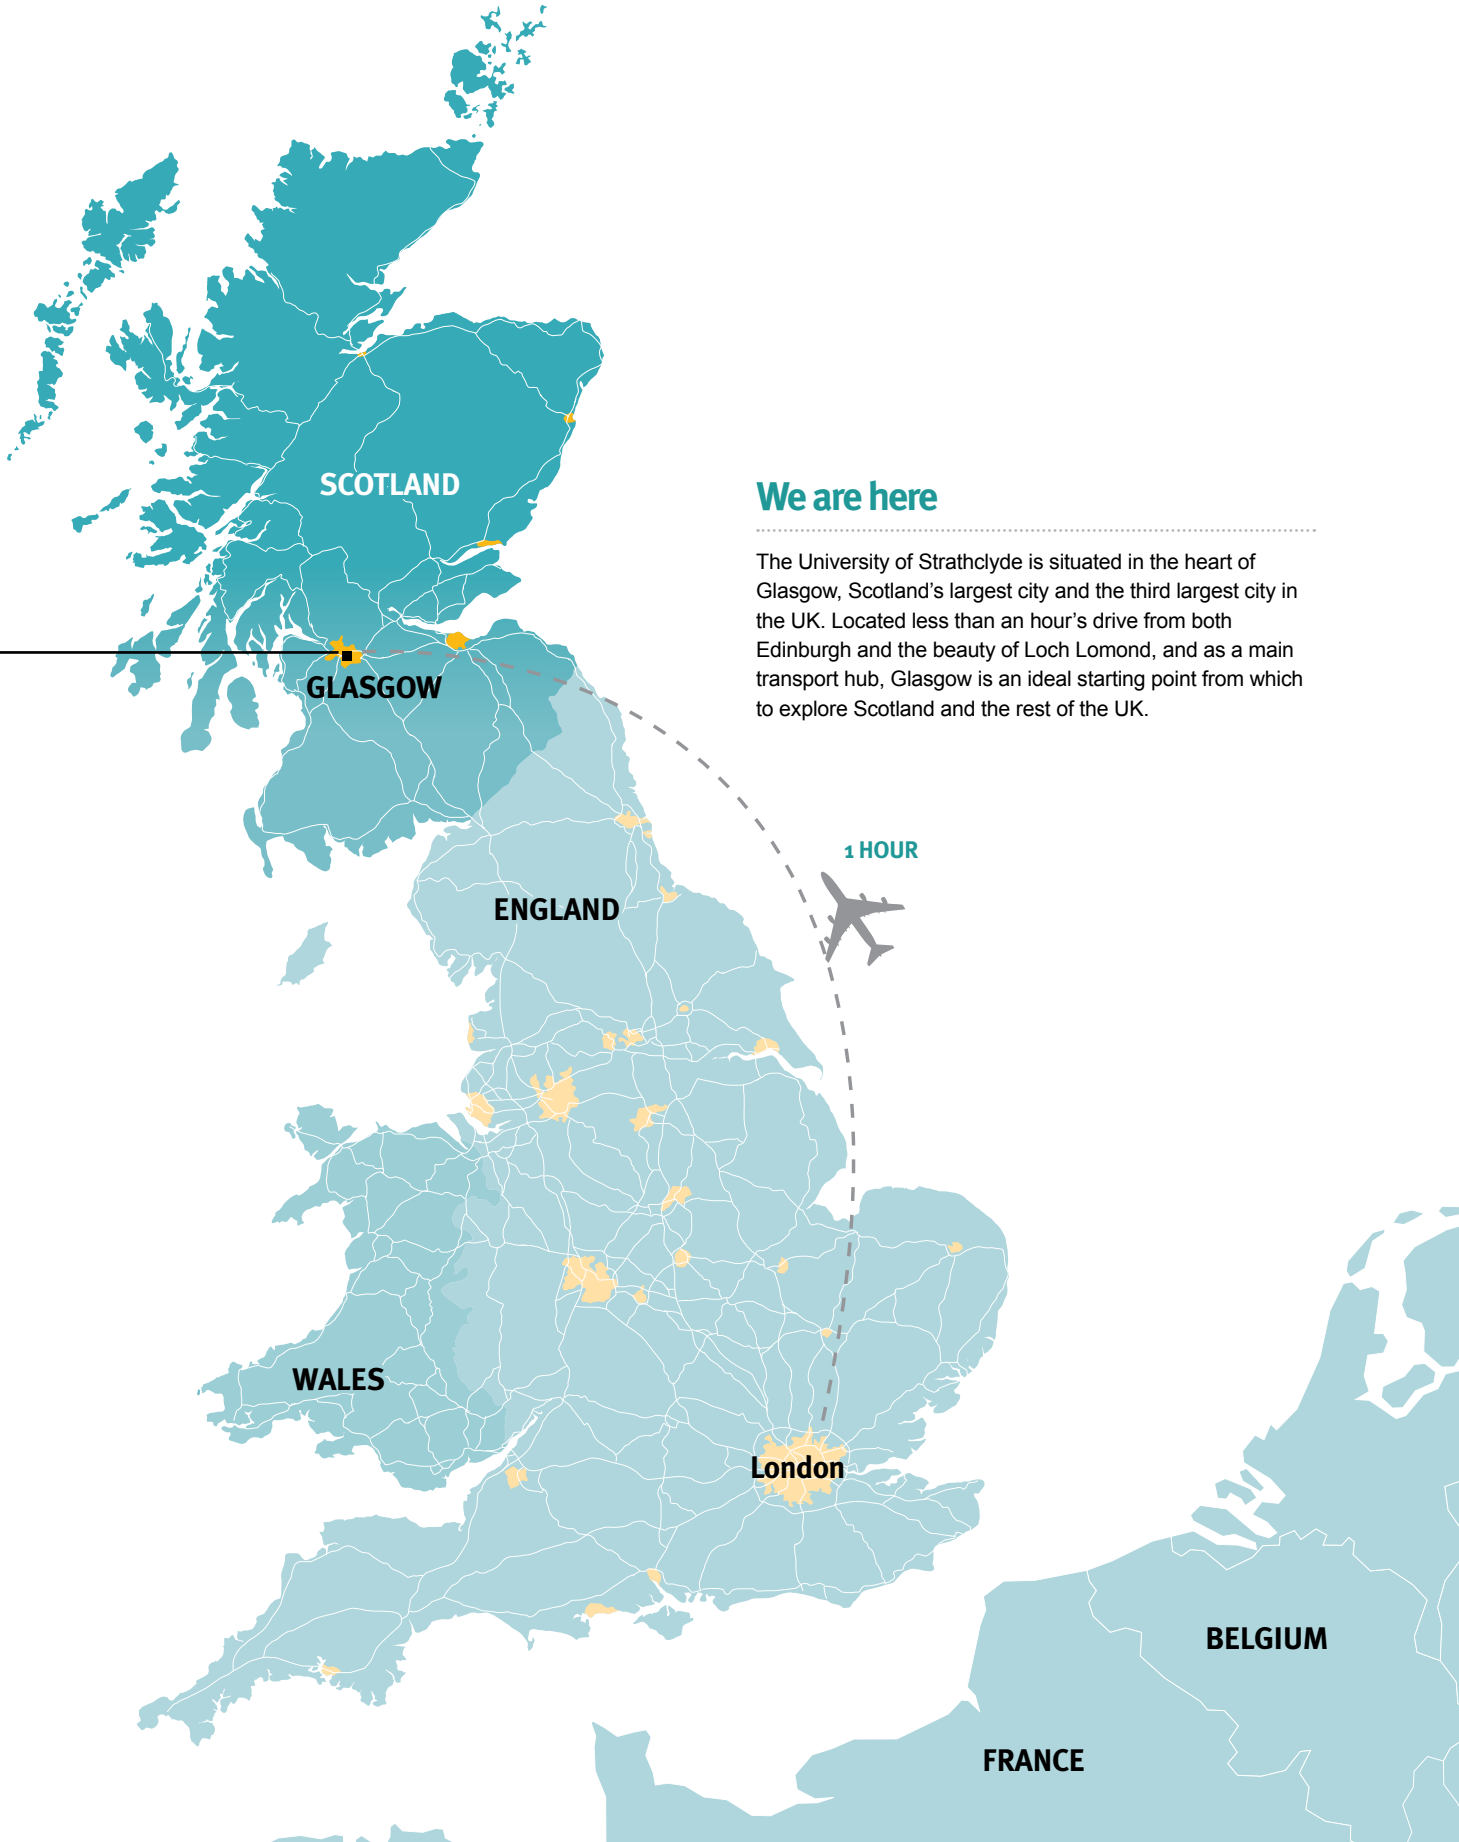 SCOTLAND
We are here
The University of Strathclyde is situated in the heart of
Glasgow, Scotland’s largest city and the third largest city in
the UK. Located less than an hour’s drive from both
Edinburgh and the beauty of Loch Lomond, and as a main
transport hub, Glasgow is an ideal starting point from which
to explore Scotland and the rest of the UK.
GLASGOW
1 HOUR
ENGLAND
WALES
London
BELGIUM
FRANCE